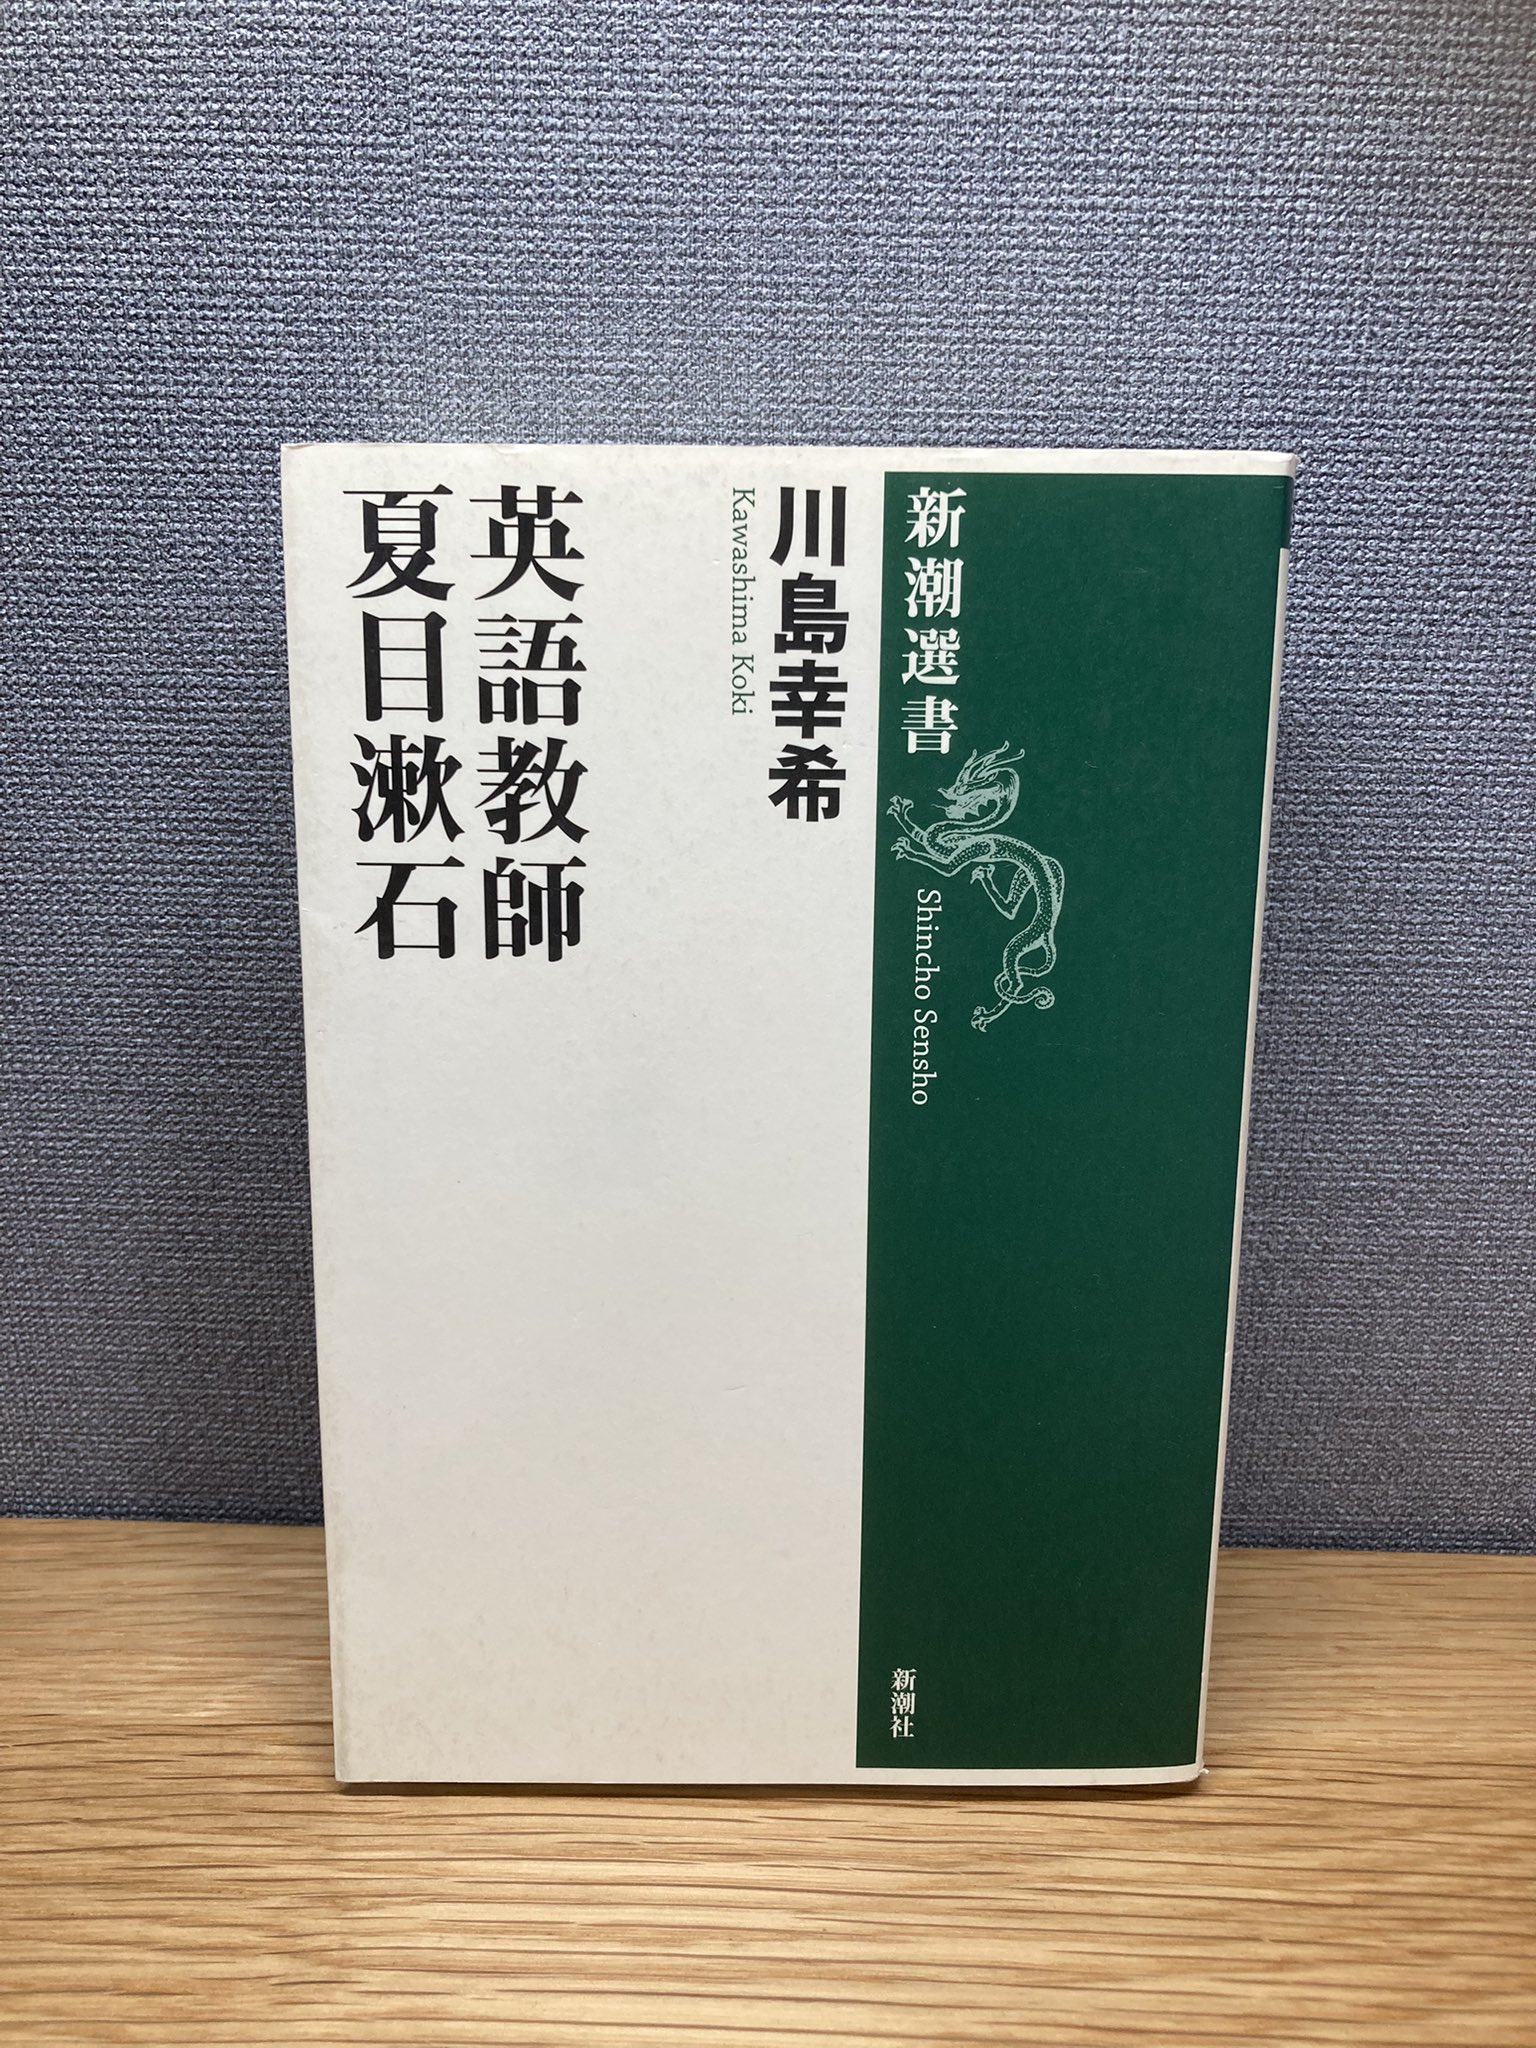 新潮選書
Shincho Sensho
川島幸希
Kawashima Koki
英語教師
夏目漱石
新潮社